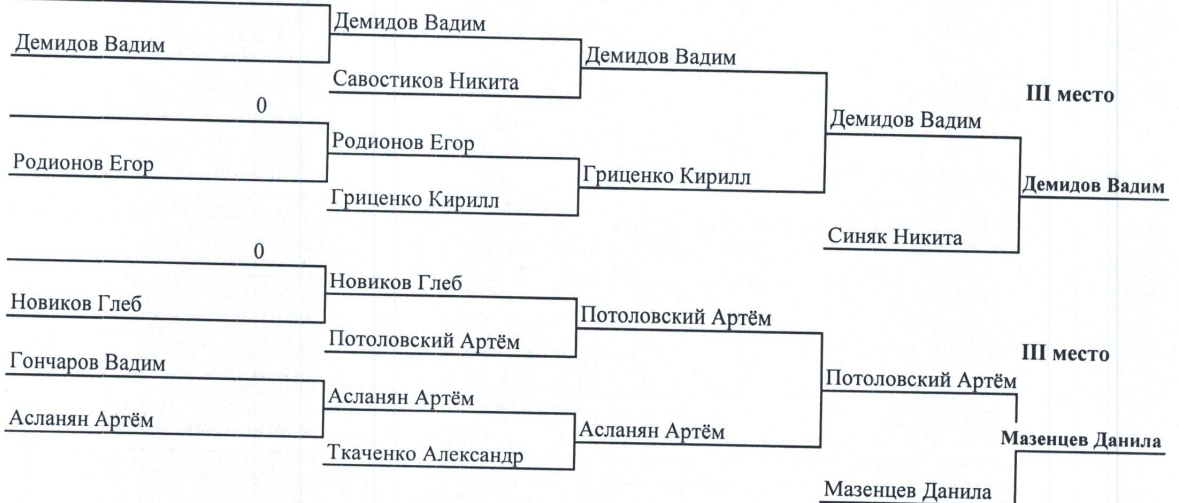 Демидов Вадим
Демидов Вадим
Савостиков Никита
Демидов Вадим
III место
0
Демидов Вадим
Родионов Егор
Родионов Егор
Гриценко Кирилл
Гриценко Кирилл
Демидов Вадим
Синяк Никита
0
Новиков Глеб
Новиков Глеб
Потоловский Артём
Потоловский Артём
III место
Гончаров Вадим
Потоловский Артём
Асланян Артём
Асланян Артём
Асланян Артём
Мазенцев Данила
Ткаченко Александр
Мазенцев Данила